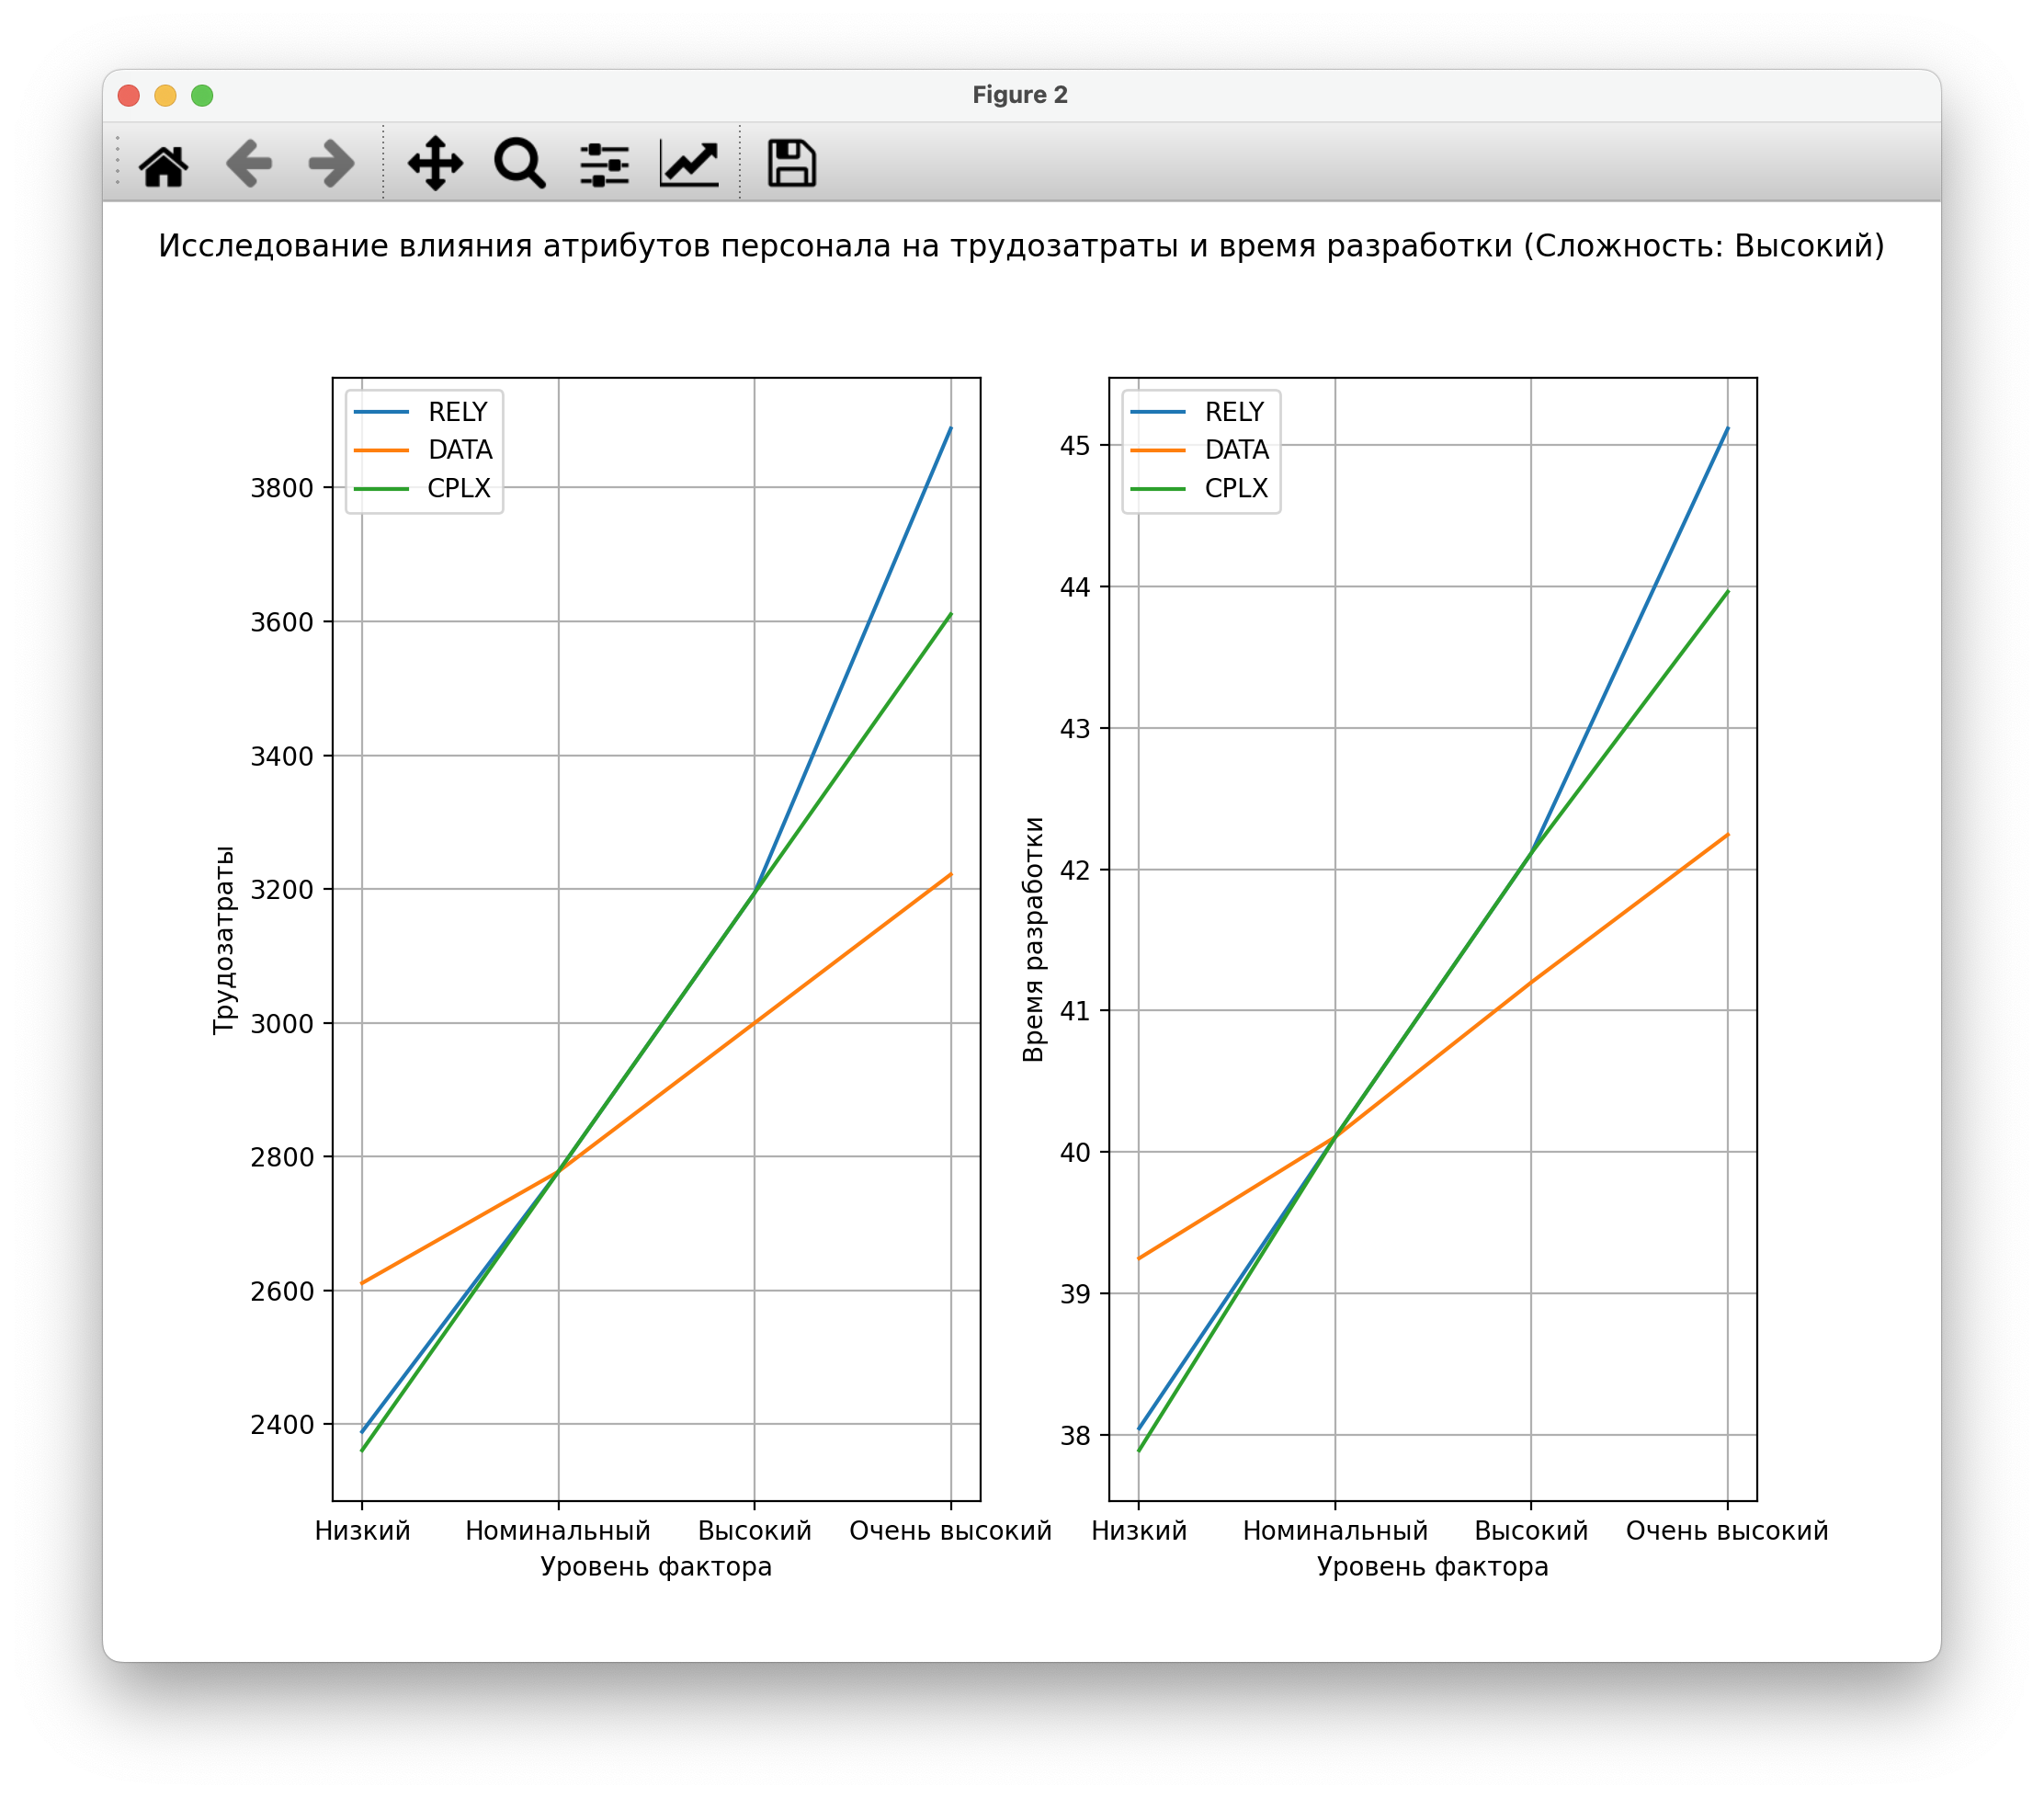 Figure 2
Исследование влияния атрибутов персонала на трудозатраты и время разработки (Сложность: Высокий)
RELY
DATA
CPLX
3800
3600
3400
3200
3000
2800
2600
2400
Трудозатраты
Низкий
Номинальный
Высокий
Очень высокий
Уровень фактора
RELY
DATA
CPLX
45
44
43
42
41
40
39
38
Время разработки
Низкий
Номинальный
Высокий
Очень высокий
Уровень фактора